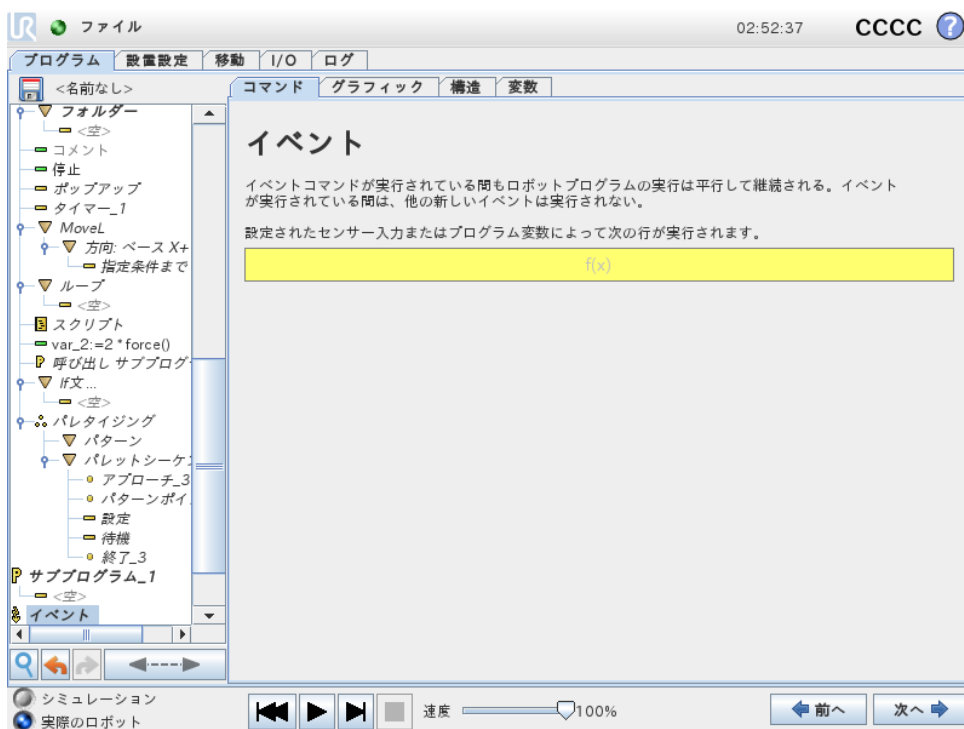 UR ファイル 02:52:37 CCCC ?
プログラム 設置設定 移動 I/O ログ
<名前なし>
コマンド グラフィック 構造 変数
フォルダー
<空>
コメント
停止
ポップアップ
タイマー_1
MoveL
方向: ベース X+
指定条件まで
ループ
<空>
スクリプト
var_2:=2 * force()
P 呼び出し サブプログ
If文 ...
<空>
パレタイジング
パターン
パレットシーケン
アプローチ_3
パターンポイ
設定
待機
終了_3
P サブプログラム_1
<空>
イベント
イベント
イベントコマンドが実行されている間もロボットプログラムの実行は平行して継続される。イベント
が実行されている間は、他の新しいイベントは実行されない。
設定されたセンサー入力またはプログラム変数によって次の行が実行されます。
f(x)
シミュレーション
実際のロボット
速度 100%
前へ 次へ